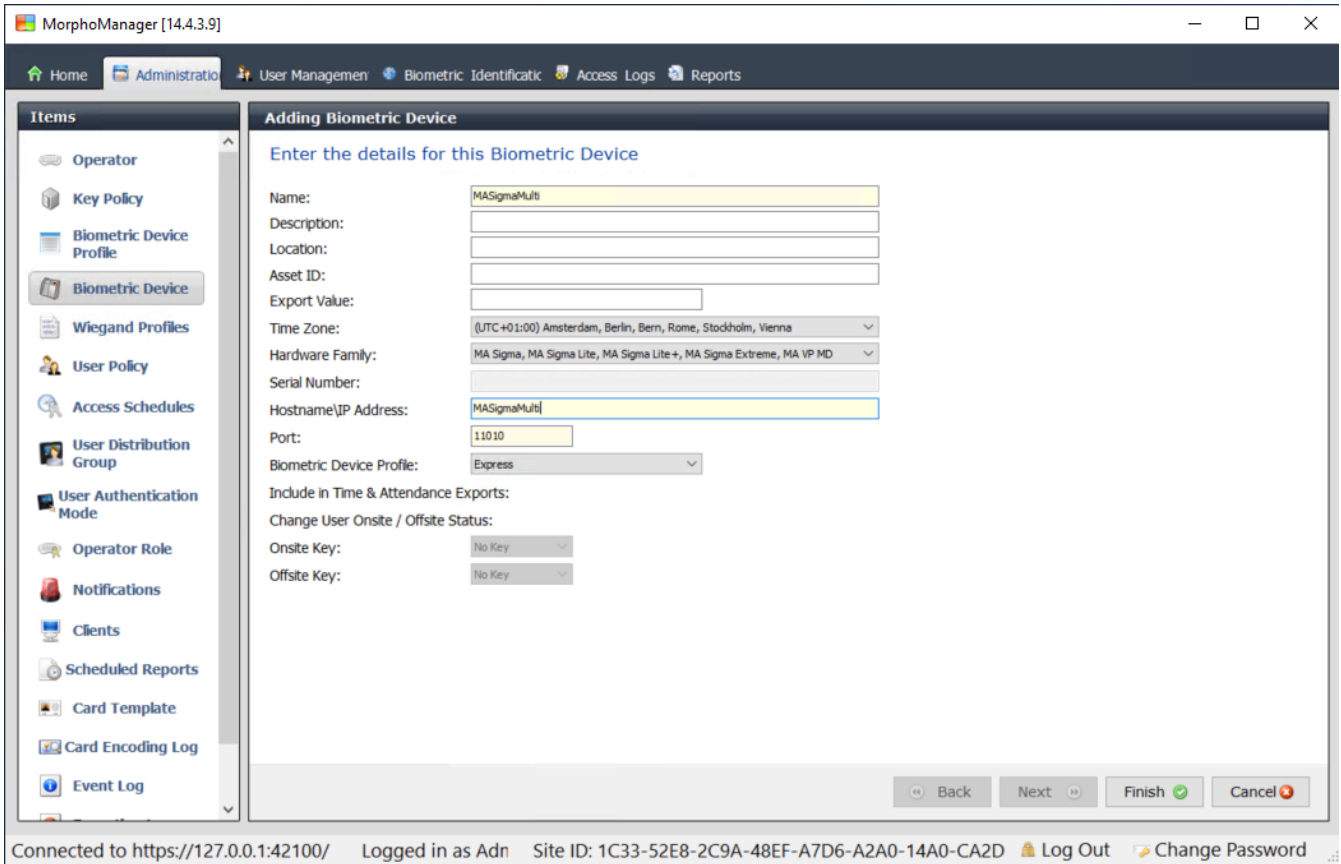 MorphoManager [14.4.3.9]
Home Administratio User Managemen Biometric Identificatic Access Logs Reports
Items
Operator
Key Policy
Biometric Device
Profile
Biometric Device
Wiegand Profiles
User Policy
Access Schedules
User Distribution
Group
User Authentication
Mode
Operator Role
Notifications
Clients
Scheduled Reports
Card Template
Card Encoding Log
Event Log
Adding Biometric Device
Enter the details for this Biometric Device
Name: MASigmaMulti
Description:
Location:
Asset ID:
Export Value:
Time Zone: (UTC+01:00) Amsterdam, Berlin, Bern, Rome, Stockholm, Vienna
Hardware Family: MA Sigma, MA Sigma Lite, MA Sigma Lite+, MA Sigma Extreme, MA VP MD
Serial Number:
Hostname\IP Address: MASigmaMulti
Port: 11010
Biometric Device Profile: Express
Include in Time & Attendance Exports:
Change User Onsite / Offsite Status:
Onsite Key: No Key
Offsite Key: No Key
Back Next Finish Cancel
Connected to https://127.0.0.1:42100/ Logged in as Adn Site ID: 1C33-52E8-2C9A-48EF-A7D6-A2A0-14A0-CA2D Log Out Change Password